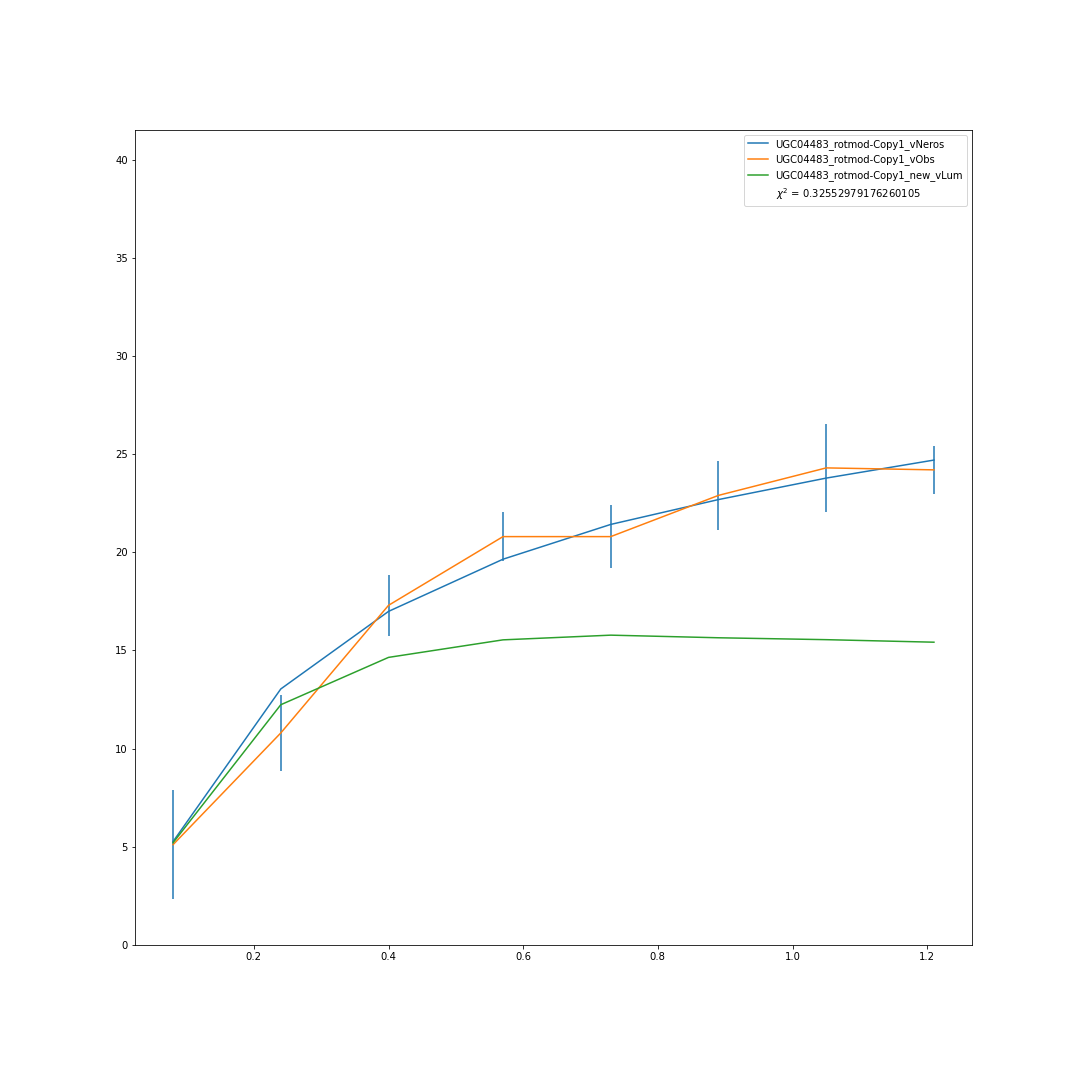 UGC04483_rotmod-Copy1_vNeros
UGC04483_rotmod-Copy1_vObs
UGC04483_rotmod-Copy1_new_vLum
χ² = 0.32552979176260105
40
35
30
25
20
15
10
5
0
0.2 0.4 0.6 0.8 1.0 1.2